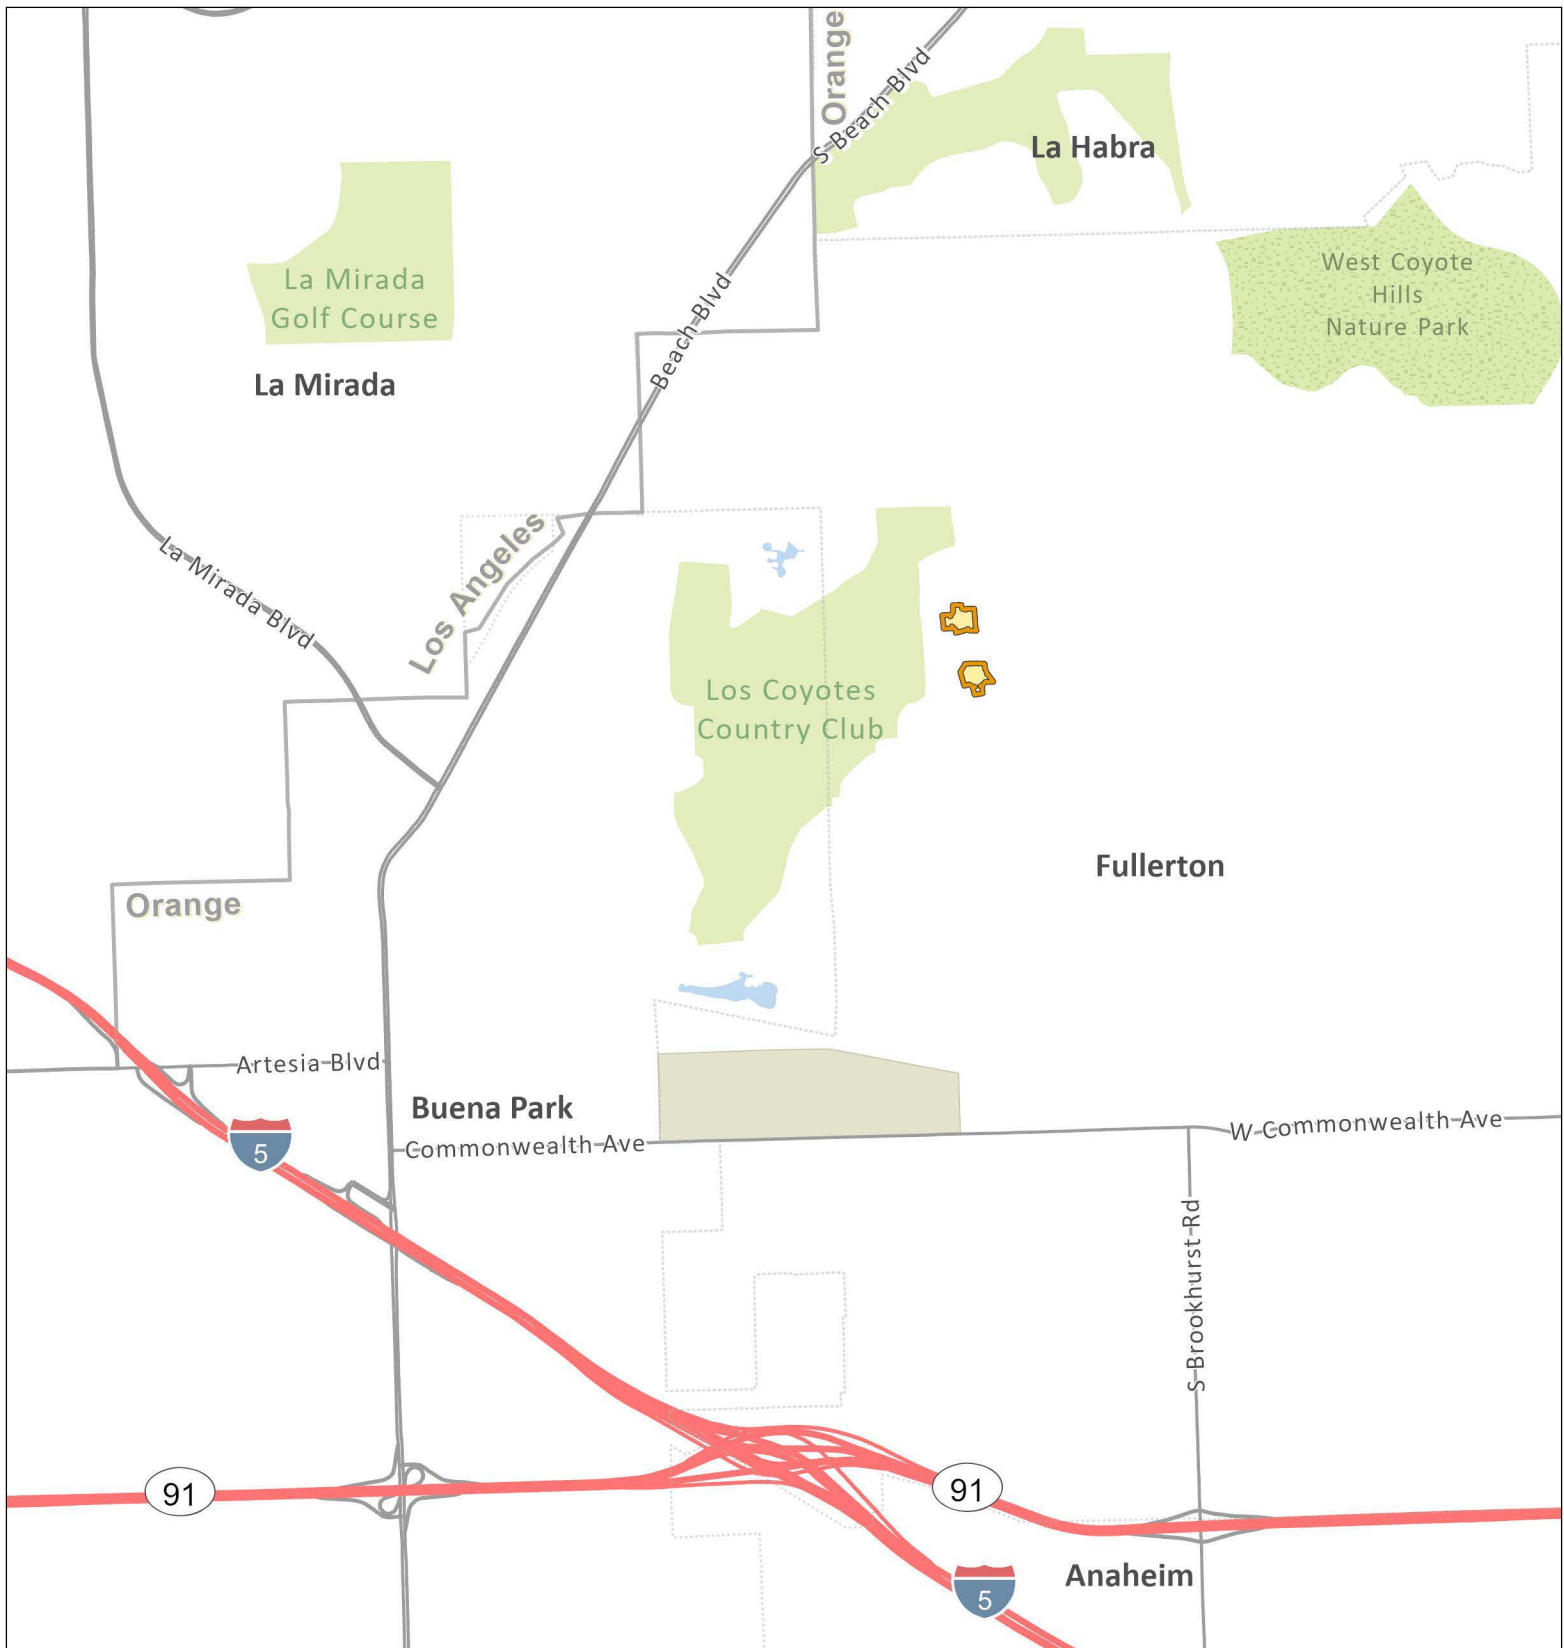 Orange
S Beach Blvd
La Habra
La Mirada
Golf Course
West Coyote
Hills
Nature Park
Beach Blvd
La Mirada
Los Angeles
La Mirada Blvd
Los Coyotes
Country Club
Fullerton
Orange
Artesia Blvd
Buena Park
5
Commonwealth Ave
W Commonwealth Ave
S Brookhurst Rd
91
91
Anaheim
5